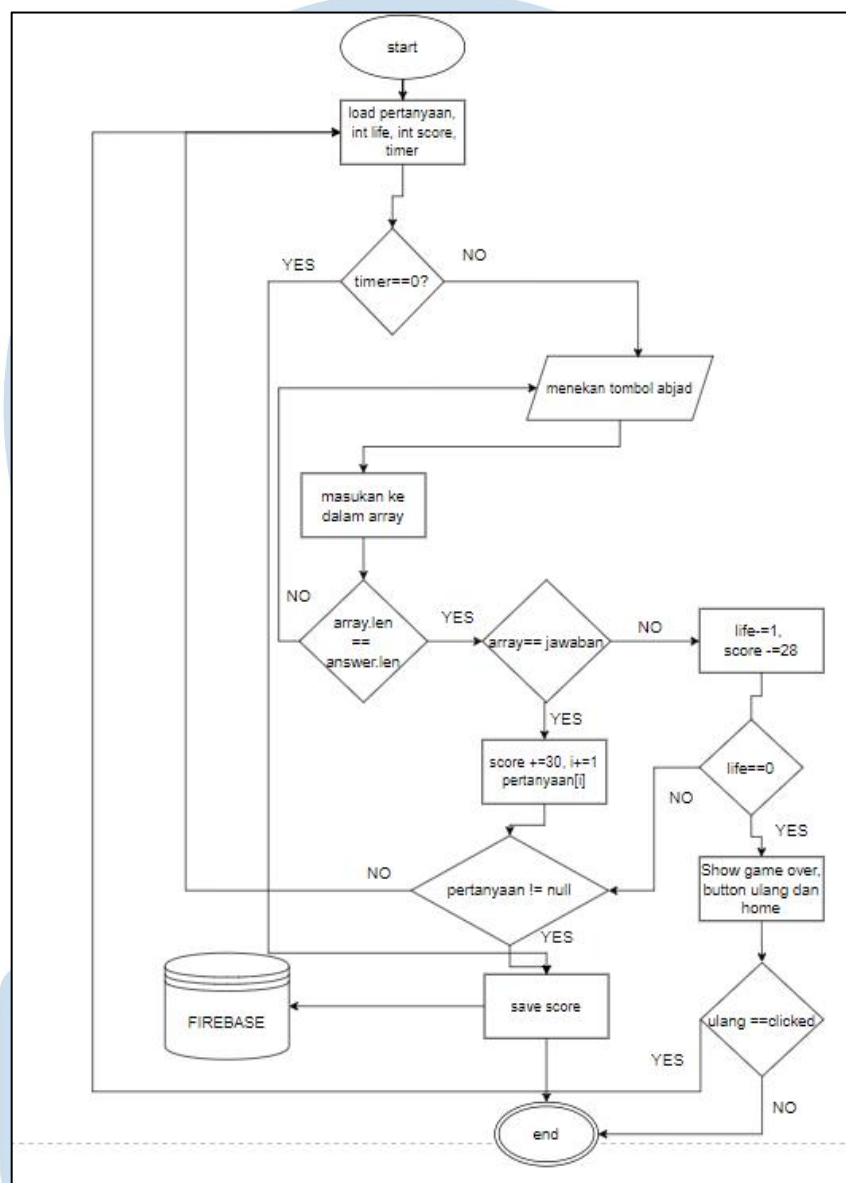 start
load pertanyaan,
int life, int score,
timer
YES
NO
timer==0?
menekan tombol abjad
masukan ke
dalam array
NO
array.len
==
answer.len
YES
array== jawaban
NO
life-=1,
score -=28
YES
score +=30, i+=1
pertanyaan[i]
life==0
NO
YES
Show game over,
button ulang dan
home
NO
pertanyaan != null
YES
FIREBASE
save score
ulang ==clicked
YES
NO
end